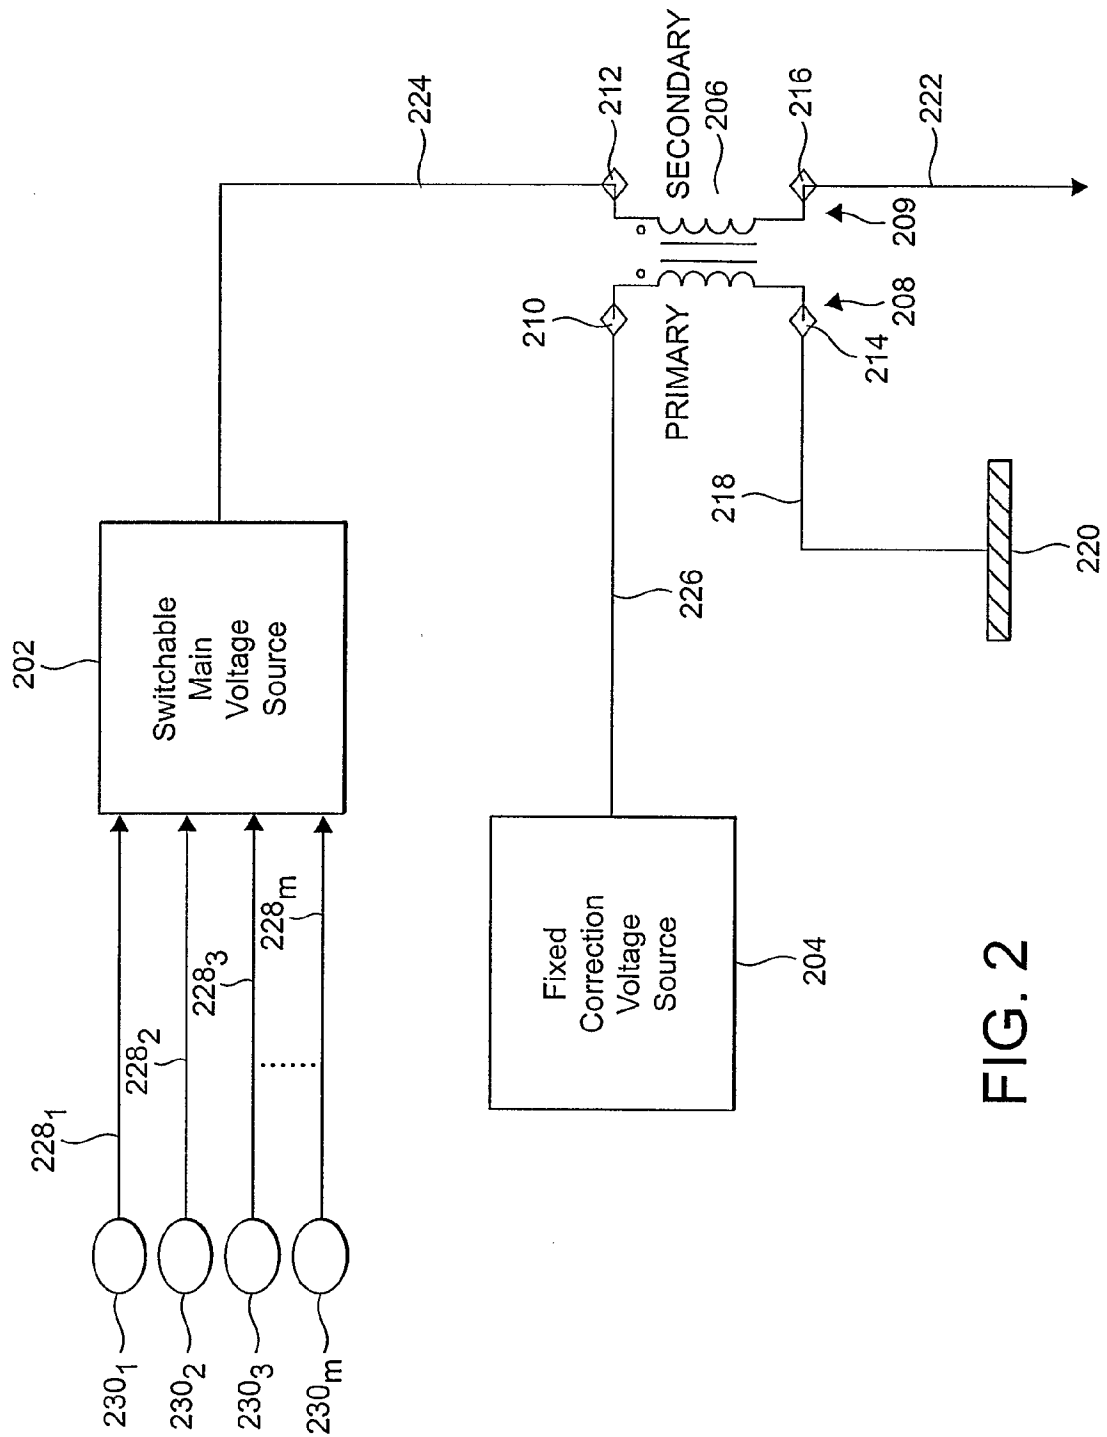 230₁
230₂
230₃
230ₘ
228₁
228₂
228₃
228ₘ
202
Switchable
Main
Voltage
Source
224
Fixed
Correction
Voltage
Source
204
226
210
212
PRIMARY
SECONDARY
206
216
209
208
214
218
220
222
FIG. 2